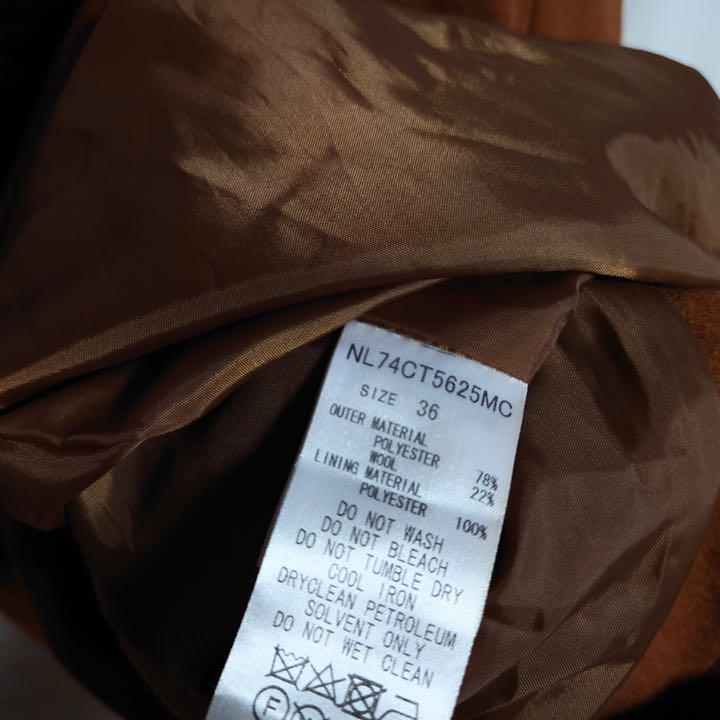 NL74CT5625MC
SIZE 36
OUTER MATERIAL
POLYESTER 78%
WOOL 22%
LINING MATERIAL
POLYESTER 100%
DO NOT WASH
DO NOT BLEACH
DO NOT TUMBLE DRY
COOL IRON
DRYCLEAN PETROLEUM
SOLVENT ONLY
DO NOT WET CLEAN
F